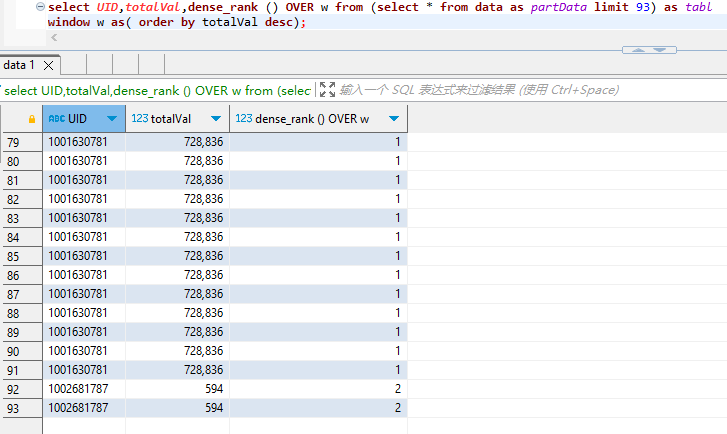 select UID,totalVal,dense_rank () OVER w from (select * from data as partData limit 93) as tabl
window w as( order by totalVal desc);
data 1
select UID,totalVal,dense_rank () OVER w from (selec 输入一个 SQL 表达式来过滤结果 (使用 Ctrl+Space)
ABC UID 123 totalVal 123 dense_rank () OVER w
79 1001630781 728,836 1
80 1001630781 728,836 1
81 1001630781 728,836 1
82 1001630781 728,836 1
83 1001630781 728,836 1
84 1001630781 728,836 1
85 1001630781 728,836 1
86 1001630781 728,836 1
87 1001630781 728,836 1
88 1001630781 728,836 1
89 1001630781 728,836 1
90 1001630781 728,836 1
91 1001630781 728,836 1
92 1002681787 594 2
93 1002681787 594 2